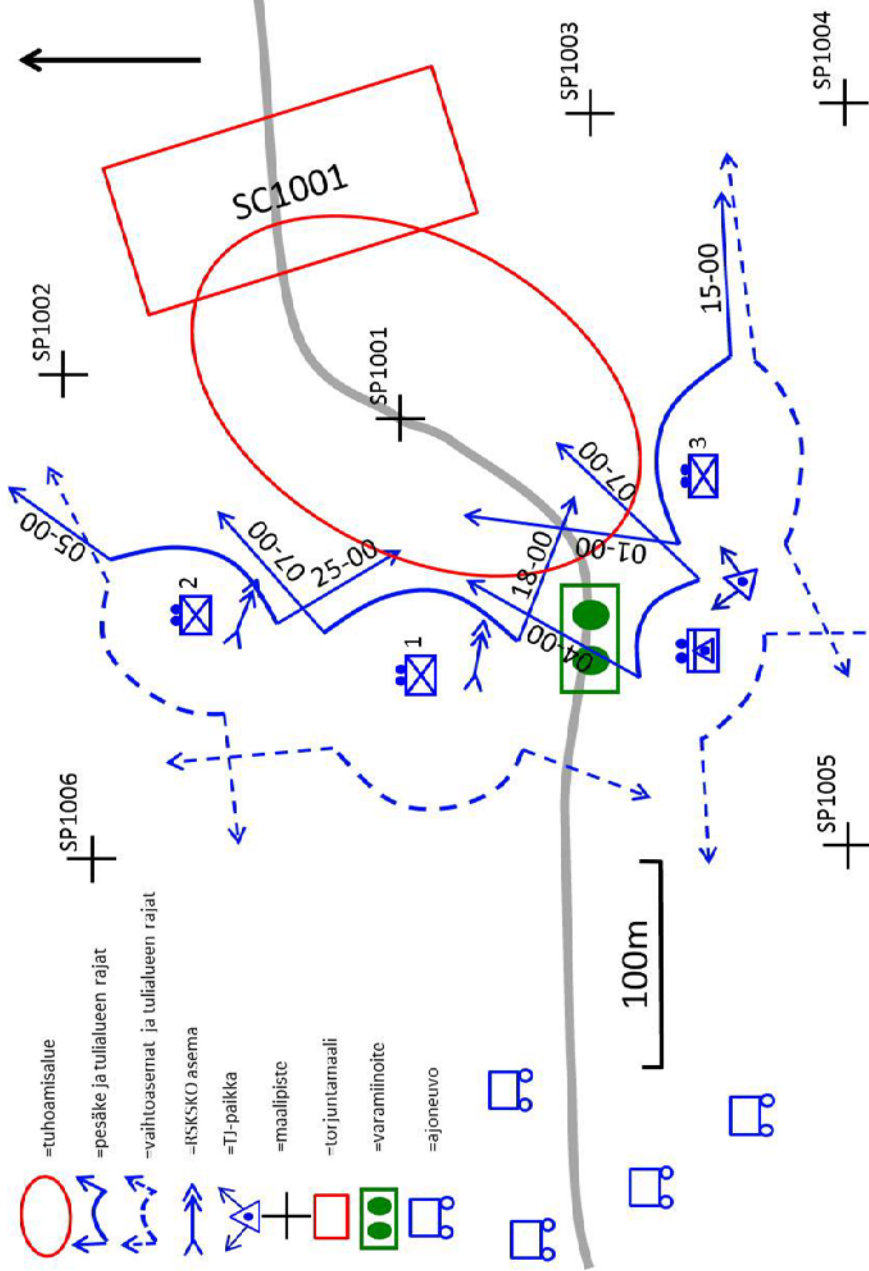 =tuhoamisalue
=pesäke ja tulialueen rajat
=vaihtoasemat ja tulialueen rajat
=RSKSKO asema
=TJ-paikka
=maalipiste
=torjuntamaali
=varamiinoite
=ajoneuvo
SP1006
SP1002
05-00
2
07-00
25-00
SC1001
SP1001
1
18-00
04-00
01-00
07-00
SP1003
3
15-00
100m
SP1005
SP1004